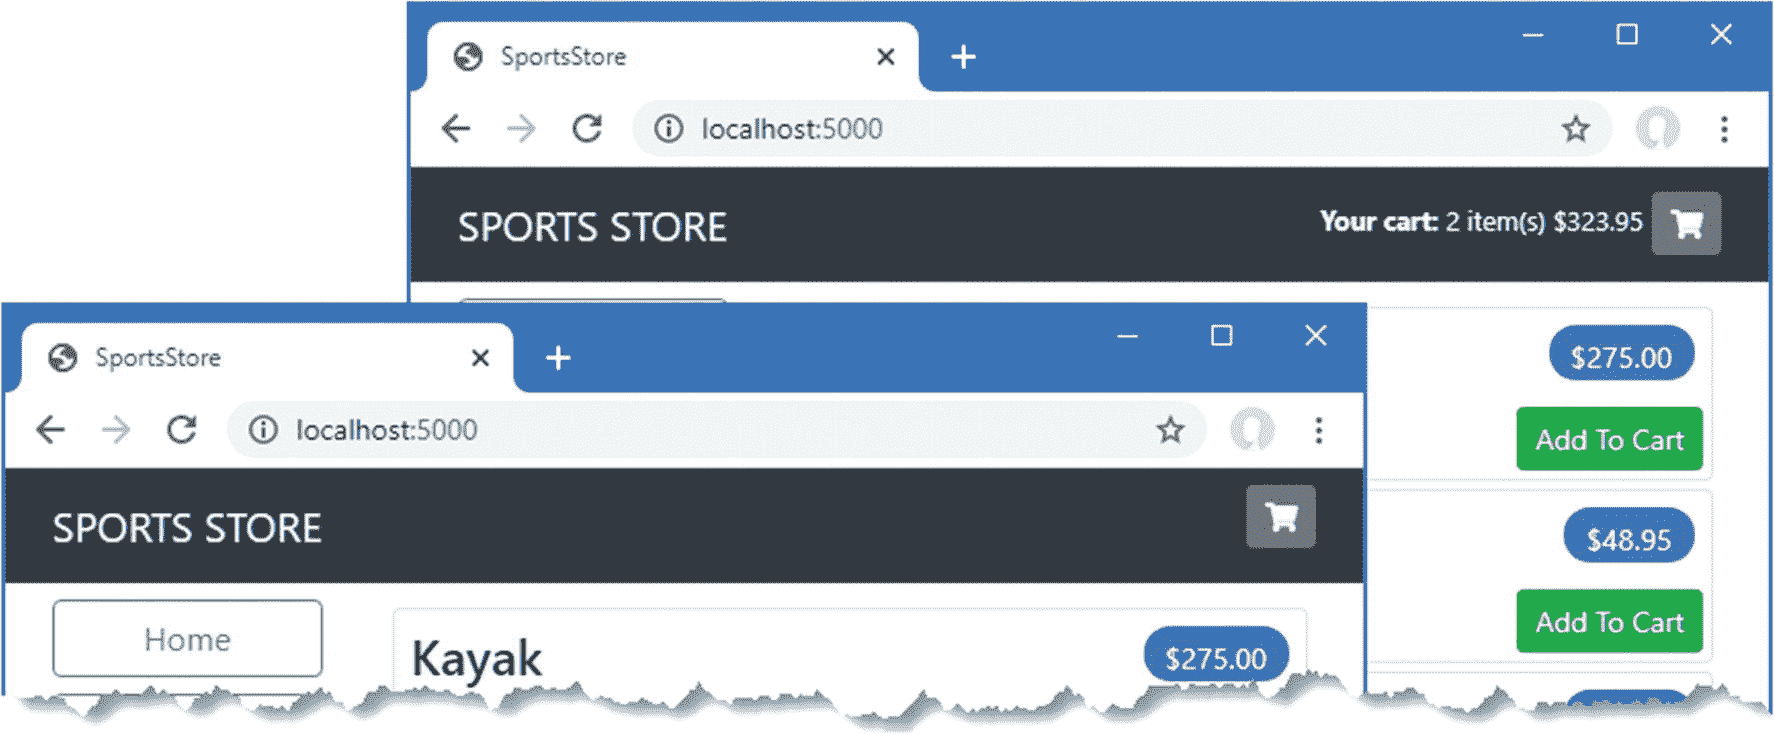 SportsStore
localhost:5000
SPORTS STORE
Your cart: 2 item(s) $323.95
$275.00
Add To Cart
$48.95
Add To Cart
SportsStore
localhost:5000
SPORTS STORE
Home
Kayak
$275.00